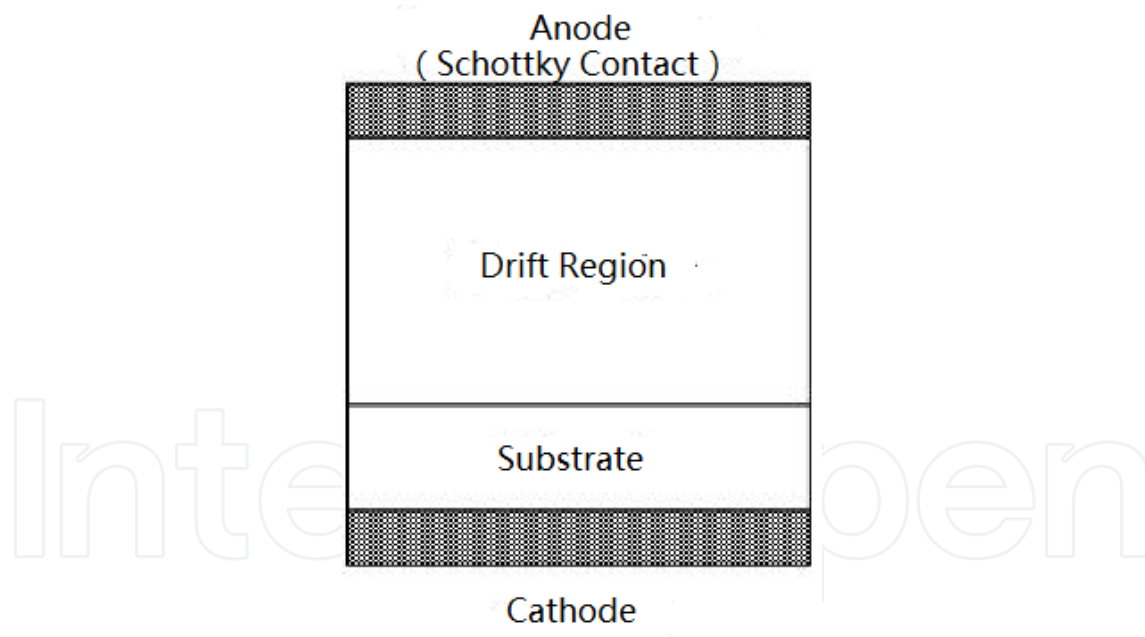 Anode
( Schottky Contact )
Drift Region
Substrate
Cathode